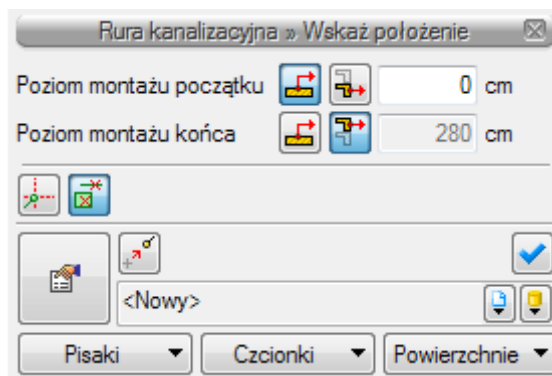 Rura kanalizacyjna » Wskaż położenie
Poziom montażu początku 0 cm
Poziom montażu końca 280 cm
<Nowy>
Pisaki Czcionki Powierzchnie